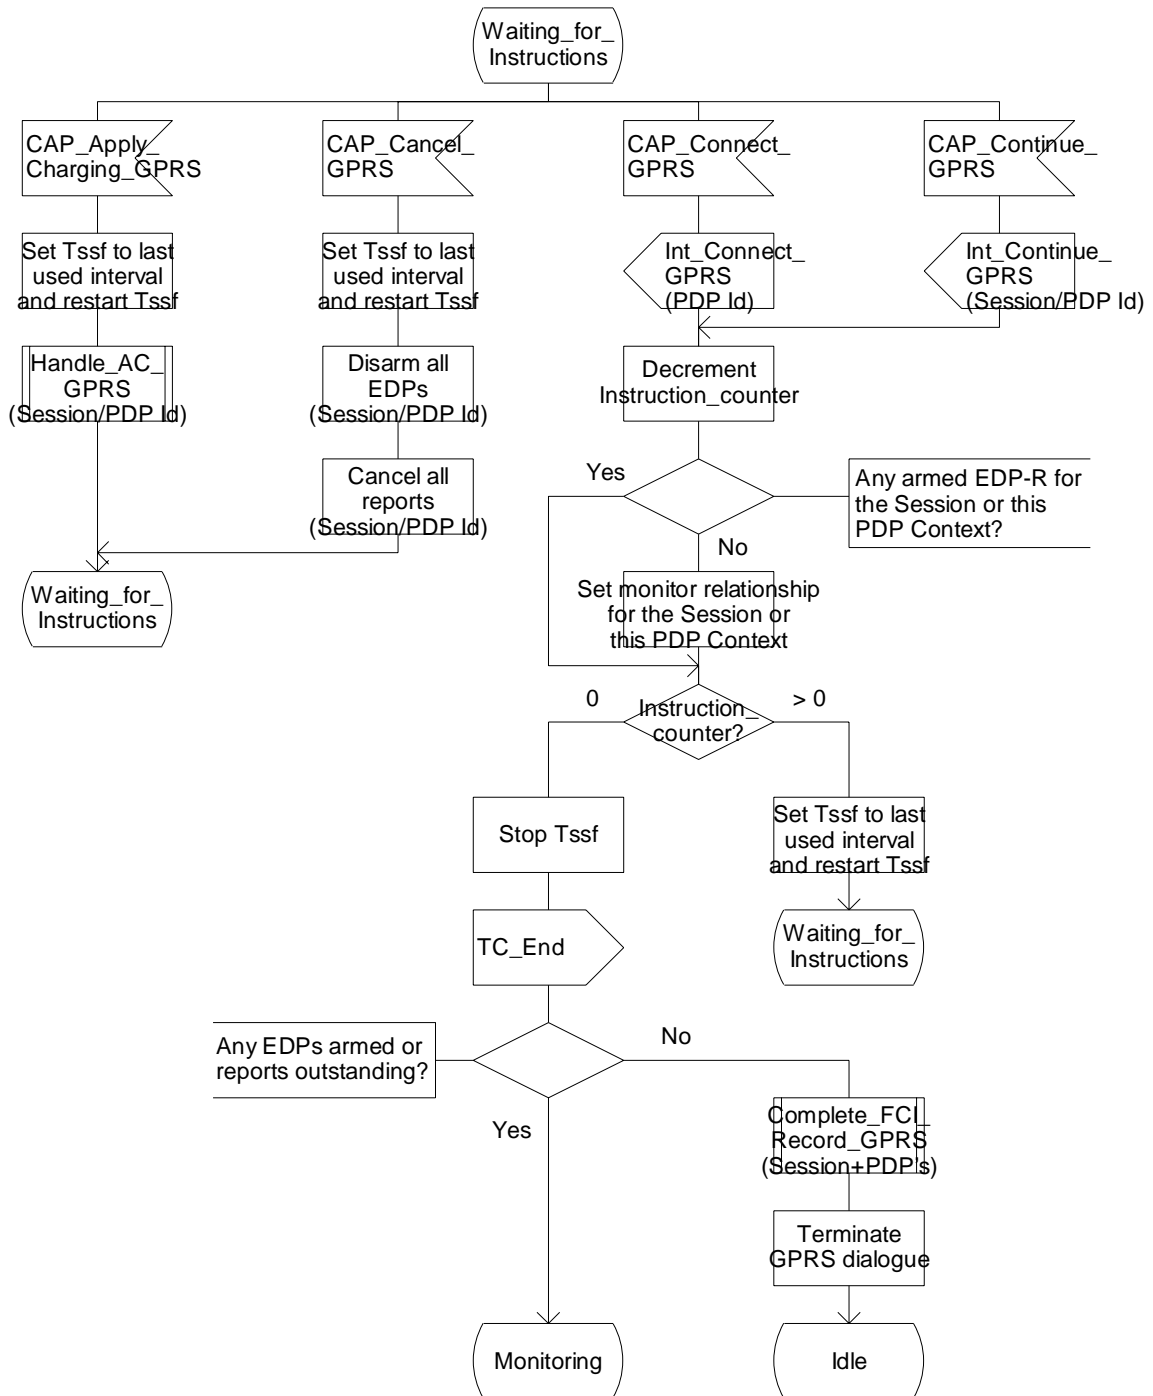 Waiting_for_
Instructions
CAP_Apply_
Charging_GPRS
CAP_Cancel_
GPRS
CAP_Connect_
GPRS
CAP_Continue_
GPRS
Set Tssf to last
used interval
and restart Tssf
Set Tssf to last
used interval
and restart Tssf
Int_Connect_
GPRS
(PDP Id)
Int_Continue_
GPRS
(Session/PDP Id)
Handle_AC_
GPRS
(Session/PDP Id)
Disarm all
EDPs
(Session/PDP Id)
Decrement
Instruction_counter
Cancel all
reports
(Session/PDP Id)
Yes
Any armed EDP-R for
the Session or this
PDP Context?
No
Waiting_for_
Instructions
Set monitor relationship
for the Session or
this PDP Context
0
Instruction_
counter?
> 0
Stop Tssf
Set Tssf to last
used interval
and restart Tssf
TC_End
Waiting_for_
Instructions
Any EDPs armed or
reports outstanding?
No
Yes
Complete_FCI_
Record_GPRS
(Session+PDP's)
Terminate
GPRS dialogue
Monitoring
Idle